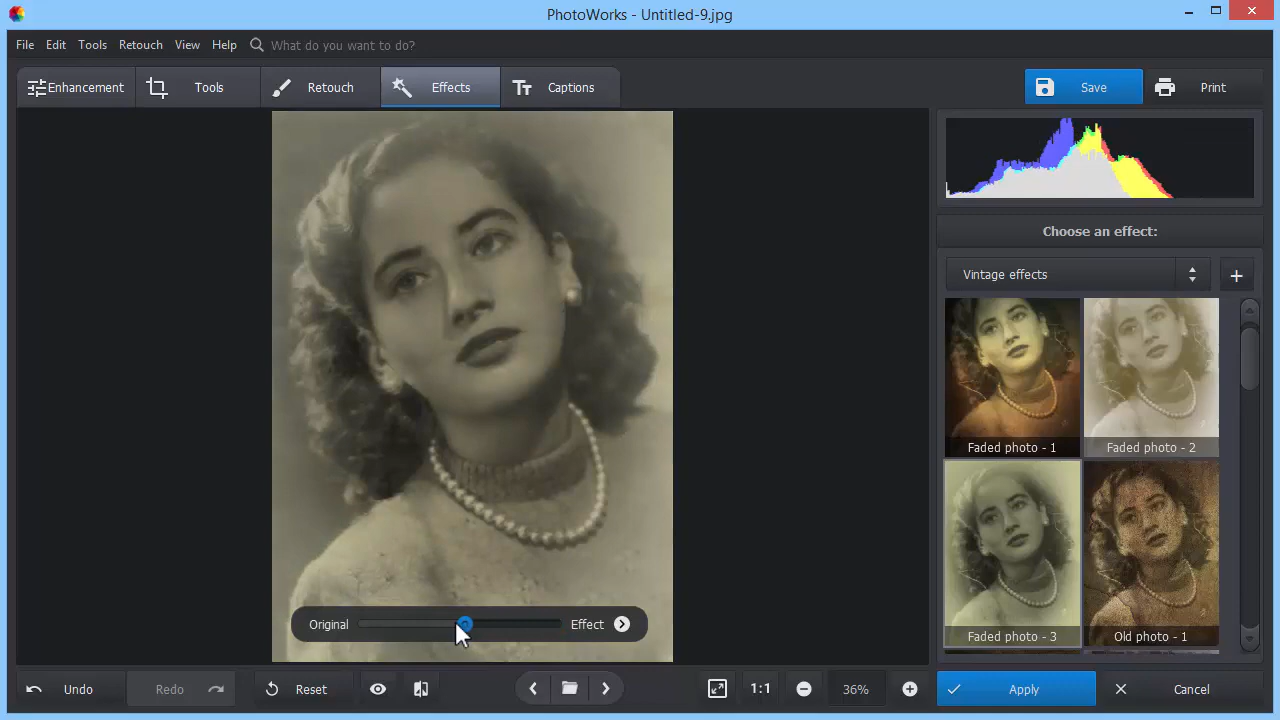 PhotoWorks - Untitled-9.jpg
File Edit Tools Retouch View Help What do you want to do?
Enhancement Tools Retouch Effects Captions Save Print
Choose an effect:
Vintage effects
Faded photo - 1 Faded photo - 2
Faded photo - 3 Old photo - 1
Original Effect
Undo Redo Reset 1:1 36% Apply Cancel